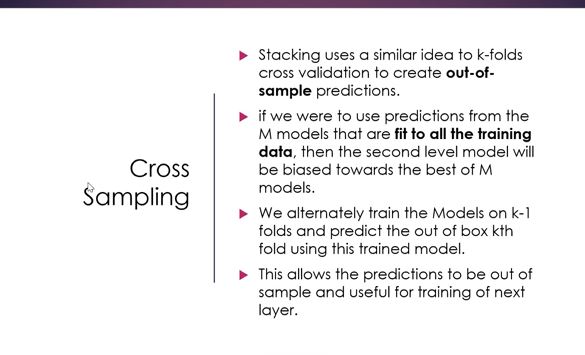 Cross
Sampling
Stacking uses a similar idea to k-folds
cross validation to create out-of-
sample predictions.
if we were to use predictions from the
M models that are fit to all the training
data, then the second level model will
be biased towards the best of M
models.
We alternately train the Models on k-1
folds and predict the out of box kth
fold using this trained model.
This allows the predictions to be out of
sample and useful for training of next
layer.